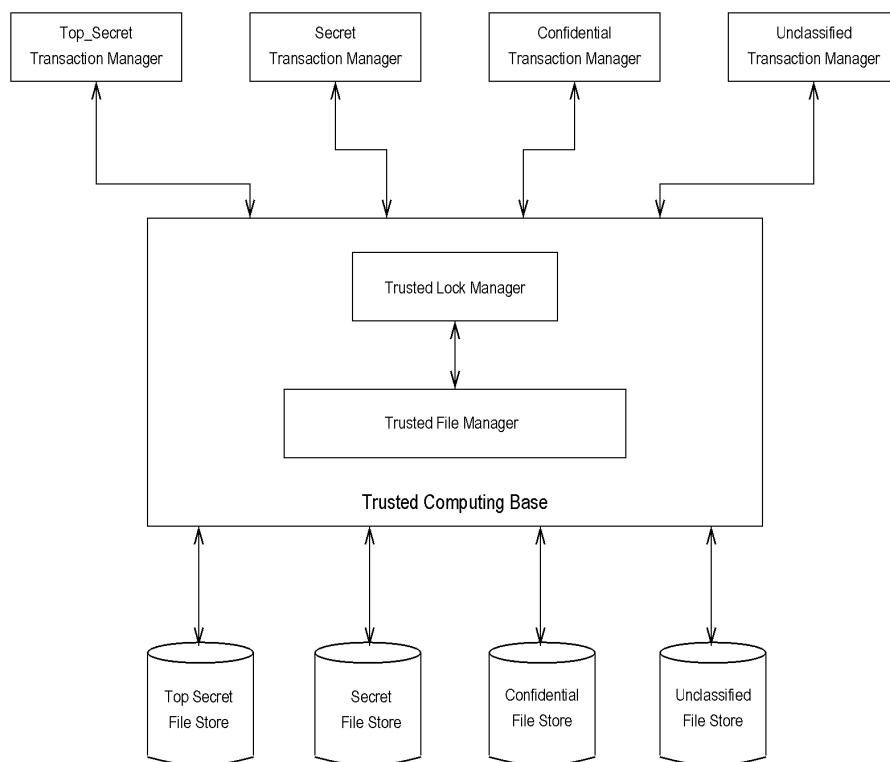 Top_Secret
Transaction Manager
Secret
Transaction Manager
Confidential
Transaction Manager
Unclassified
Transaction Manager
Trusted Lock Manager
Trusted File Manager
Trusted Computing Base
Top Secret
File Store
Secret
File Store
Confidential
File Store
Unclassified
File Store